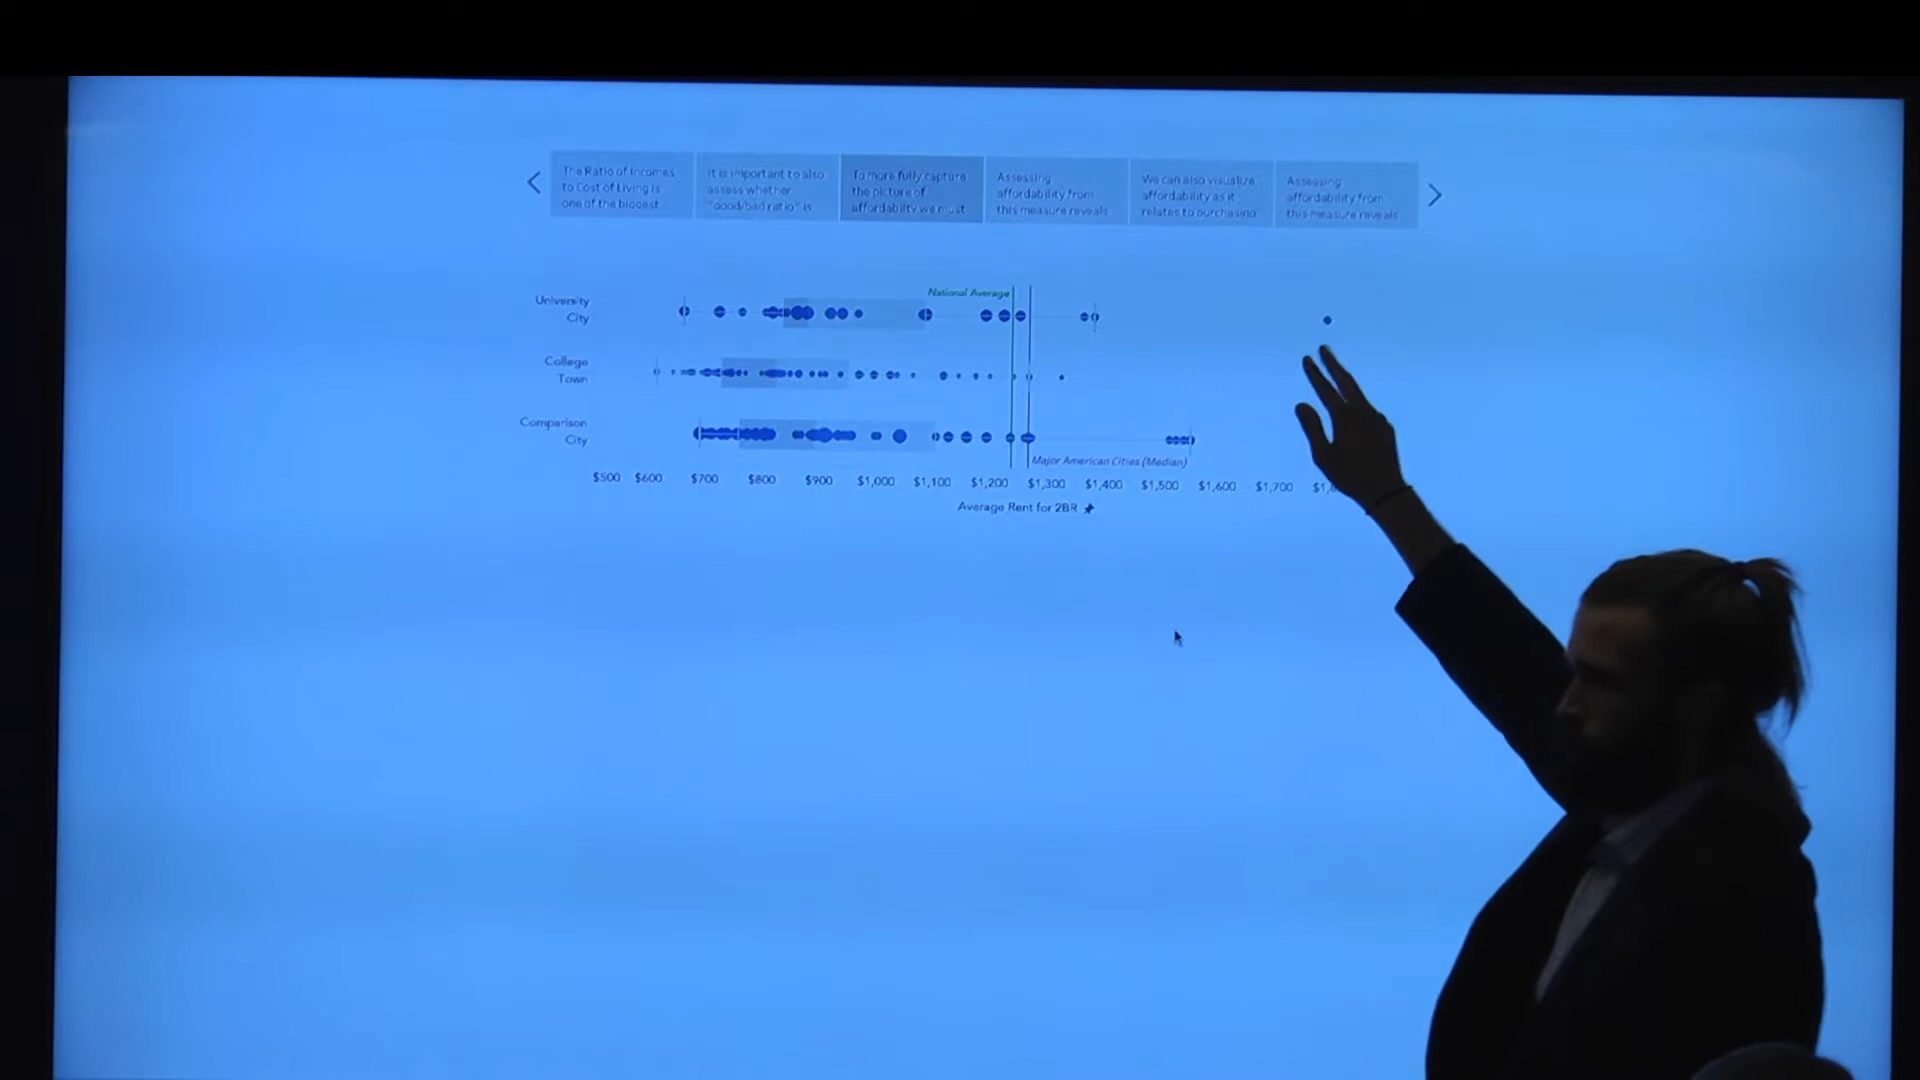 The Ratio of Incomes
to Cost of Living is
one of the biggest
It is important to also
assess whether
"good/bad ratio" is
To more fully capture
the picture of
affordabilty we must
Assessing
affordability from
this measure reveals
We can also visualize
affordability as it
relates to purchasing
Assessing
affordability from
this measure reveals
National Average
University
City
College
Town
Comparison
City
Major American Cities (Median)
$500 $600 $700 $800 $900 $1,000 $1,100 $1,200 $1,300 $1,400 $1,500 $1,600 $1,700
Average Rent for 2BR